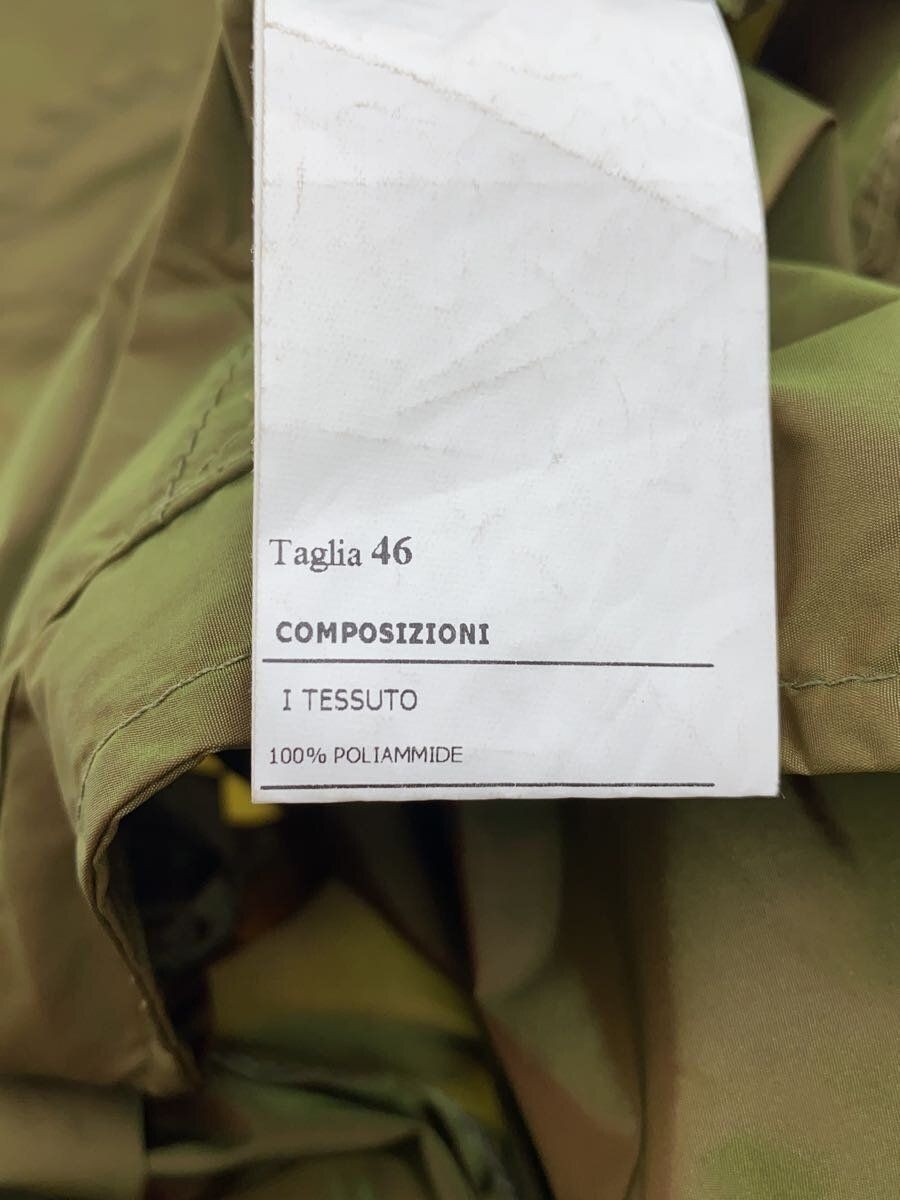 Taglia 46
COMPOSIZIONI
I TESSUTO
100% POLIAMMIDE